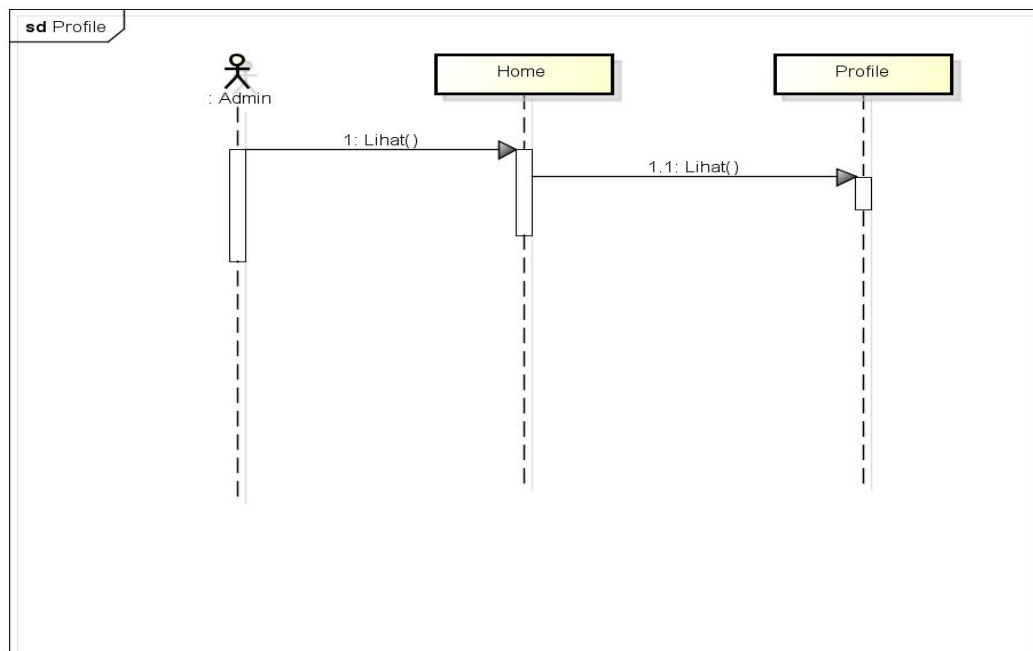 sd Profile
: Admin
Home
Profile
1: Lihat()
1.1: Lihat()